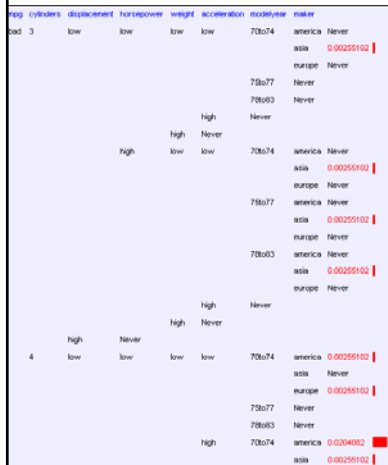 mpg cylinders displacement horsepower weight acceleration modelyear maker
bad 3 low low low low 70to74 america Never
asia 0.00255102
europe Never
75to77 Never
78to83 Never
high Never
high Never
high low low 70to74 america Never
asia 0.00255102
europe Never
75to77 america Never
asia 0.00255102
europe Never
78to83 america Never
asia 0.00255102
europe Never
high Never
high Never
high Never
4 low low low low 70to74 america 0.00255102
asia Never
europe 0.00255102
75to77 Never
78to83 Never
high 70to74 america 0.0204082
asia 0.00255102